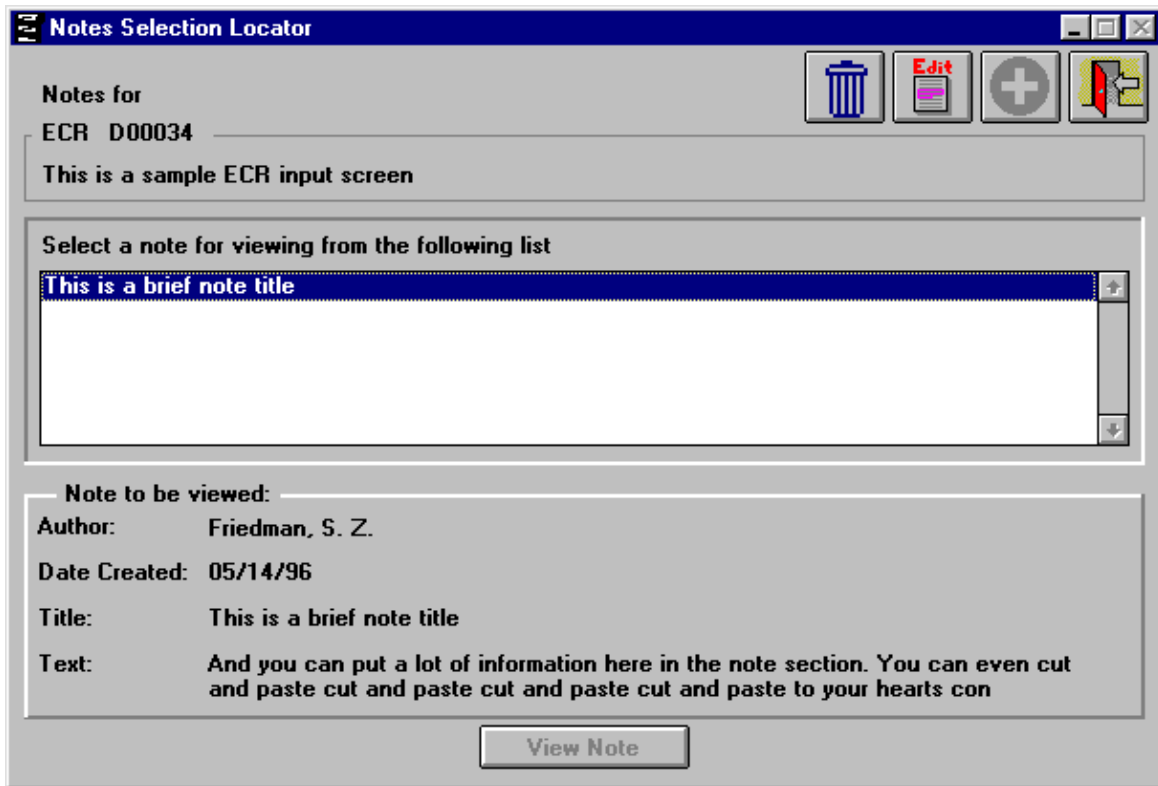 Notes Selection Locator
Edit
Notes for
ECR D00034
This is a sample ECR input screen
Select a note for viewing from the following list
This is a brief note title
Note to be viewed:
Author: Friedman, S. Z.
Date Created: 05/14/96
Title: This is a brief note title
Text: And you can put a lot of information here in the note section. You can even cut
and paste cut and paste cut and paste cut and paste to your hearts con
View Note